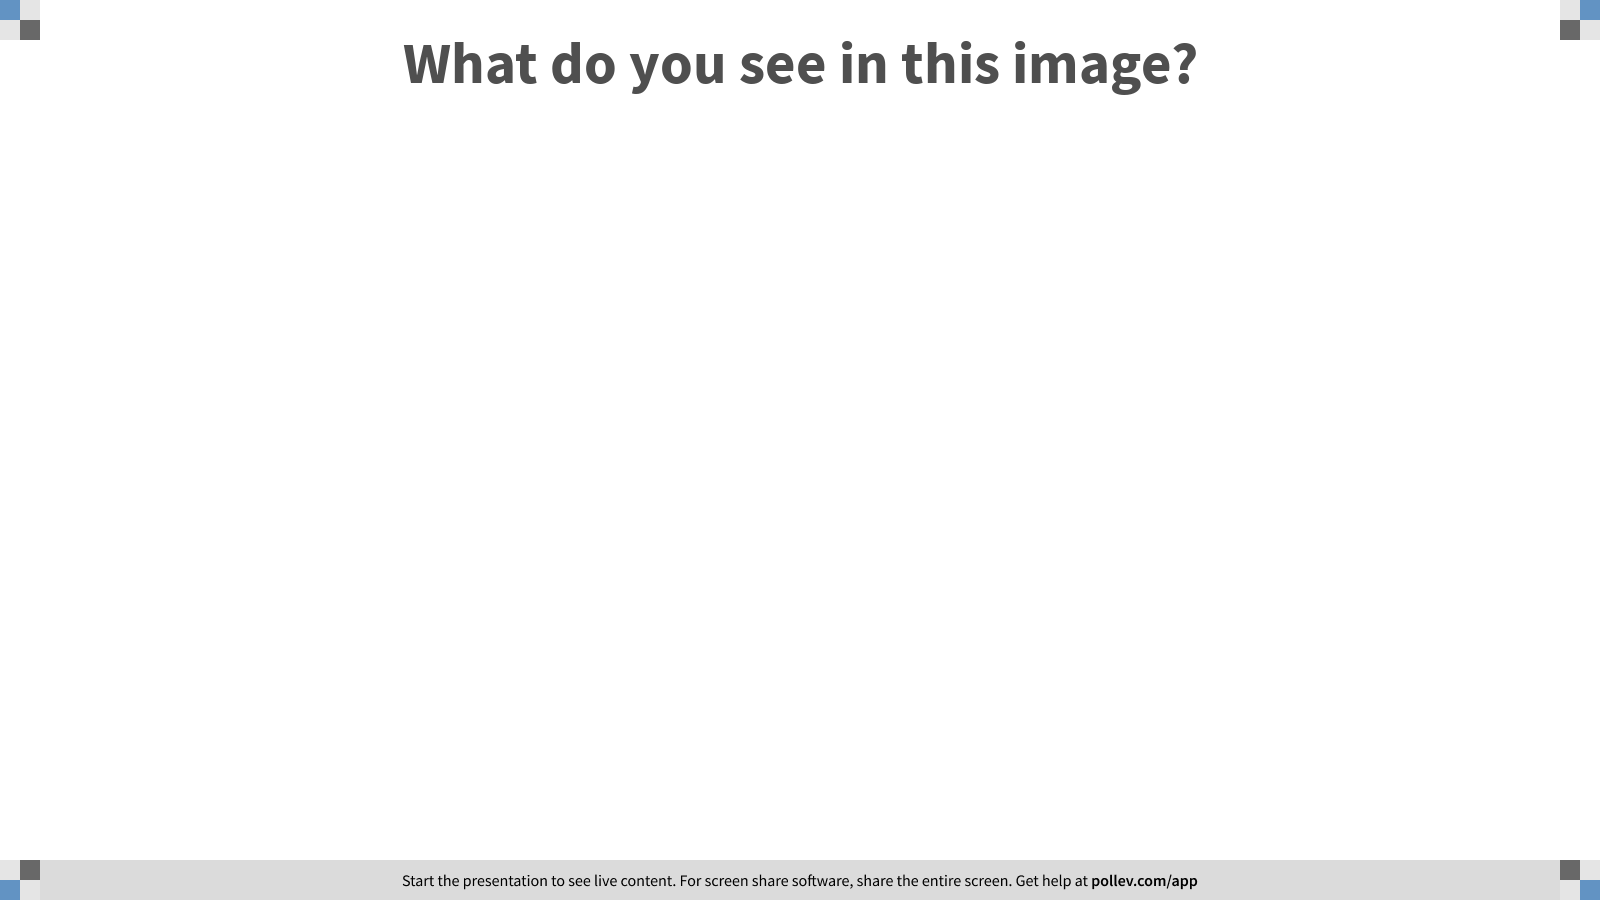 What do you see in this image?
Start the presentation to see live content. For screen share software, share the entire screen. Get help at pollev.com/app